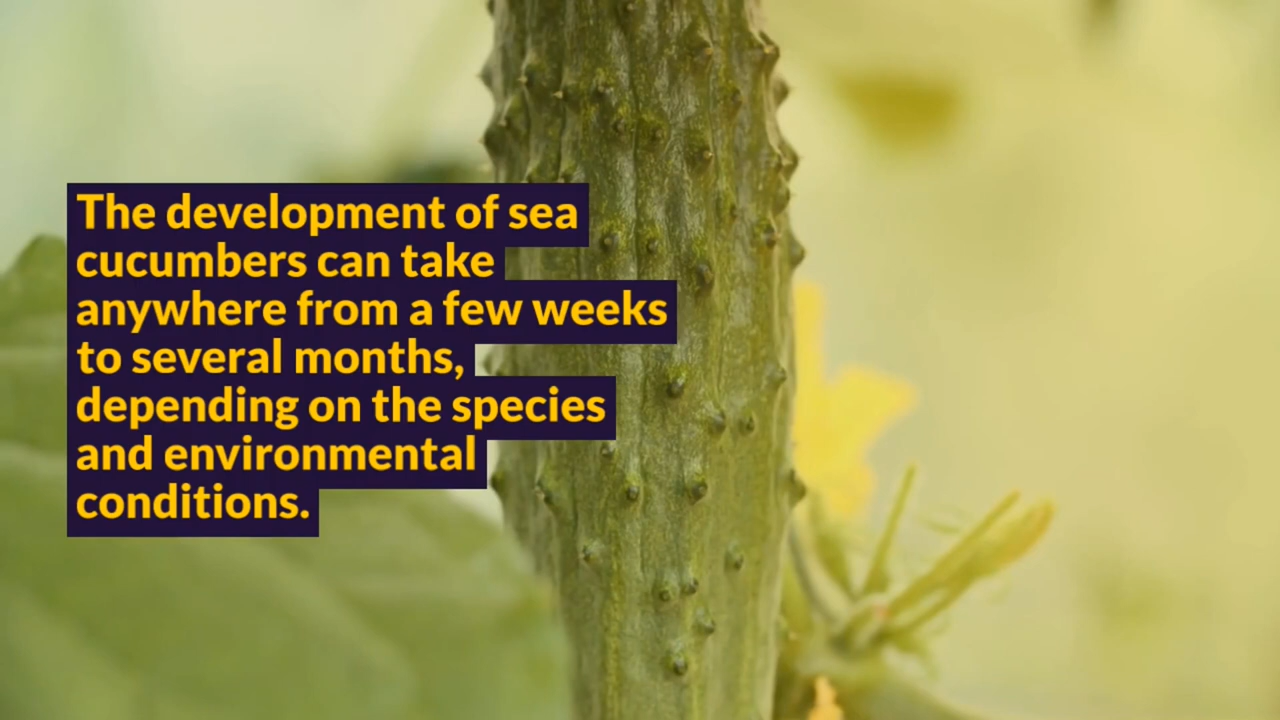 The development of sea
cucumbers can take
anywhere from a few weeks
to several months,
depending on the species
and environmental
conditions.